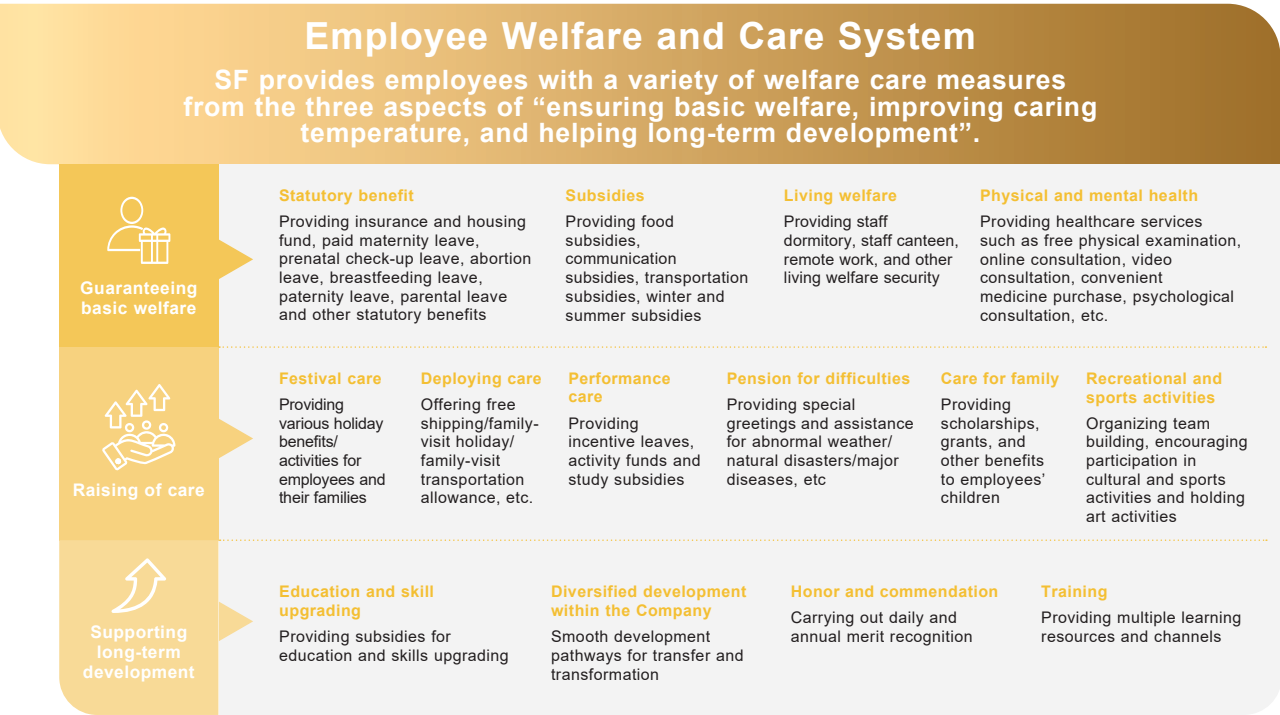 Employee Welfare and Care System
SF provides employees with a variety of welfare care measures
from the three aspects of “ensuring basic welfare, improving caring
temperature, and helping long-term development”.
Guaranteeing
basic welfare
Statutory benefit
Providing insurance and housing
fund, paid maternity leave,
prenatal check-up leave, abortion
leave, breastfeeding leave,
paternity leave, parental leave
and other statutory benefits
Subsidies
Providing food
subsidies,
communication
subsidies, transportation
subsidies, winter and
summer subsidies
Living welfare
Providing staff
dormitory, staff canteen,
remote work, and other
living welfare security
Physical and mental health
Providing healthcare services
such as free physical examination,
online consultation, video
consultation, convenient
medicine purchase, psychological
consultation, etc.
Raising of care
Festival care
Providing
various holiday
benefits/
activities for
employees and
their families
Deploying care
Offering free
shipping/family-
visit holiday/
family-visit
transportation
allowance, etc.
Performance
care
Providing
incentive leaves,
activity funds and
study subsidies
Pension for difficulties
Providing special
greetings and assistance
for abnormal weather/
natural disasters/major
diseases, etc
Care for family
Providing
scholarships,
grants, and
other benefits
to employees’
children
Recreational and
sports activities
Organizing team
building, encouraging
participation in
cultural and sports
activities and holding
art activities
Supporting
long-term
development
Education and skill
upgrading
Providing subsidies for
education and skills upgrading
Diversified development
within the Company
Smooth development
pathways for transfer and
transformation
Honor and commendation
Carrying out daily and
annual merit recognition
Training
Providing multiple learning
resources and channels